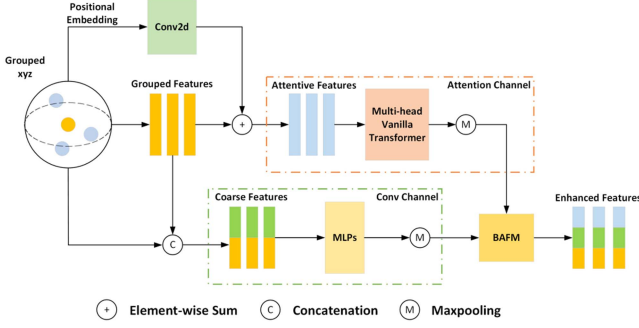 Positional
Embedding
Conv2d
Grouped
xyz
Grouped Features
Attentive Features
Attention Channel
Multi-head
Vanilla
Transformer
+
M
Coarse Features
Conv Channel
C
MLPs
M
BAFM
Enhanced Features
+ Element-wise Sum
C Concatenation
M Maxpooling